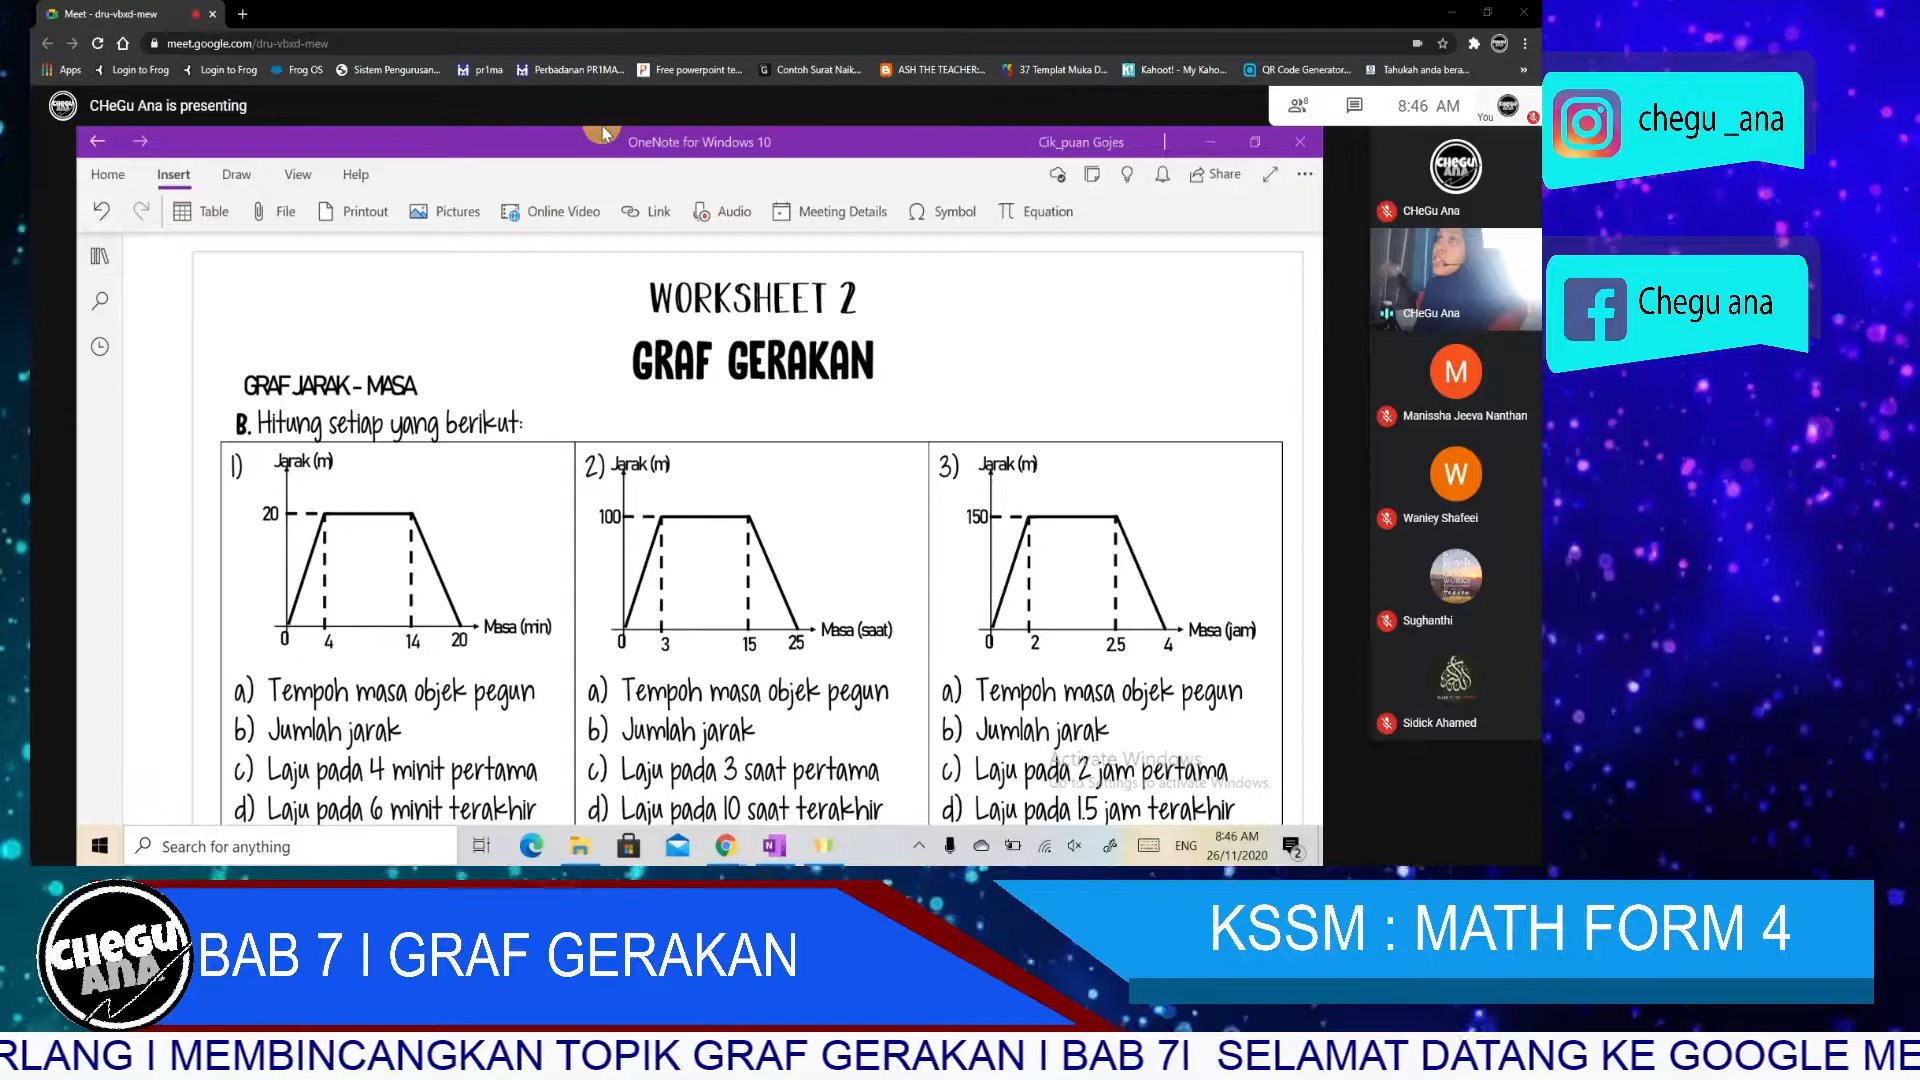 Meet - dru-vbxd-mew
meet.google.com/dru-vbxd-mew
Apps Login to Frog Login to Frog Frog OS Sistem Pengurusan... pr1ma Perbadanan PR1MA... Free powerpoint te... Contoh Surat Naik... ASH THE TEACHER:... 37 Templat Muka D... Kahoot! - My Kaho... QR Code Generator... Tahukah anda bera... »
CHeGu Ana is presenting
8
8:46 AM
You
OneNote for Windows 10
Cik_puan Gojes
Home Insert Draw View Help
Share
Table File Printout Pictures Online Video Link Audio Meeting Details Symbol Equation
WORKSHEET 2
GRAF GERAKAN
GRAF JARAK - MASA
B. Hitung setiap yang berikut:
1) Jarak (m)
20
0 4 14 20 Masa (min)
a) Tempoh masa objek pegun
b) Jumlah jarak
c) Laju pada 4 minit pertama
d) Laju pada 6 minit terakhir
2) Jarak (m)
100
0 3 15 25 Masa (saat)
a) Tempoh masa objek pegun
b) Jumlah jarak
c) Laju pada 3 saat pertama
d) Laju pada 10 saat terakhir
3) Jarak (m)
150
0 2 2.5 4 Masa (jam)
a) Tempoh masa objek pegun
b) Jumlah jarak
c) Laju pada 2 jam pertama
d) Laju pada 1.5 jam terakhir
Activate Windows
Go to Settings to activate Windows.
Search for anything
ENG
8:46 AM
26/11/2020
2
CHEGU
ANA
CHeGu Ana
CHeGu Ana
M
Manissha Jeeva Nanthan
W
Waniey Shafeei
Sughanthi
Sidick Ahamed
chegu _ana
Chegu ana
CHEGU
ANA
BAB 7 I GRAF GERAKAN
KSSM : MATH FORM 4
RLANG I MEMBINCANGKAN TOPIK GRAF GERAKAN I BAB 7I SELAMAT DATANG KE GOOGLE ME